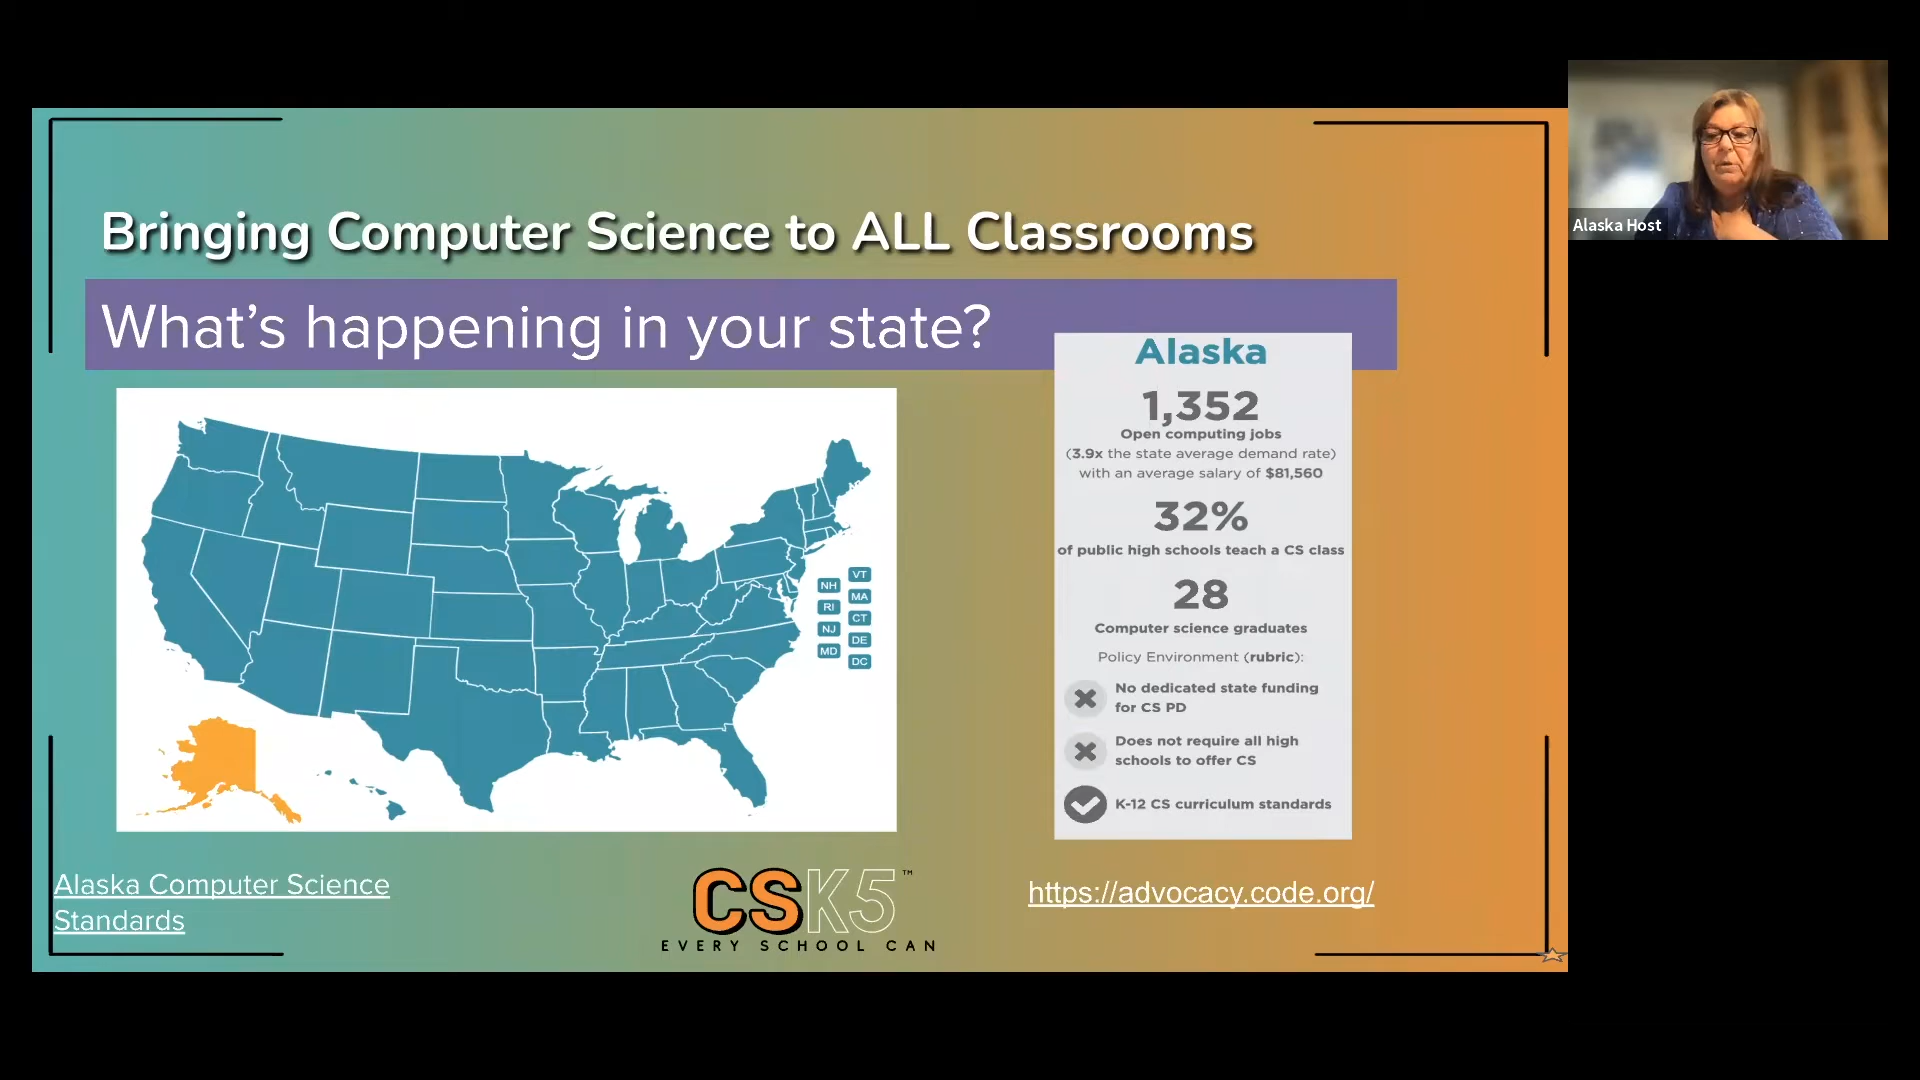 Bringing Computer Science to ALL Classrooms
What's happening in your state?
Alaska
1,352
Open computing jobs
(3.9x the state average demand rate)
with an average salary of $81,560
32%
of public high schools teach a CS class
28
Computer science graduates
Policy Environment (rubric):
No dedicated state funding
for CS PD
Does not require all high
schools to offer CS
K-12 CS curriculum standards
VT
NH
MA
RI
CT
NJ
DE
MD
DC
Alaska Computer Science
Standards
CSK5™
EVERY SCHOOL CAN
https://advocacy.code.org/
Alaska Host